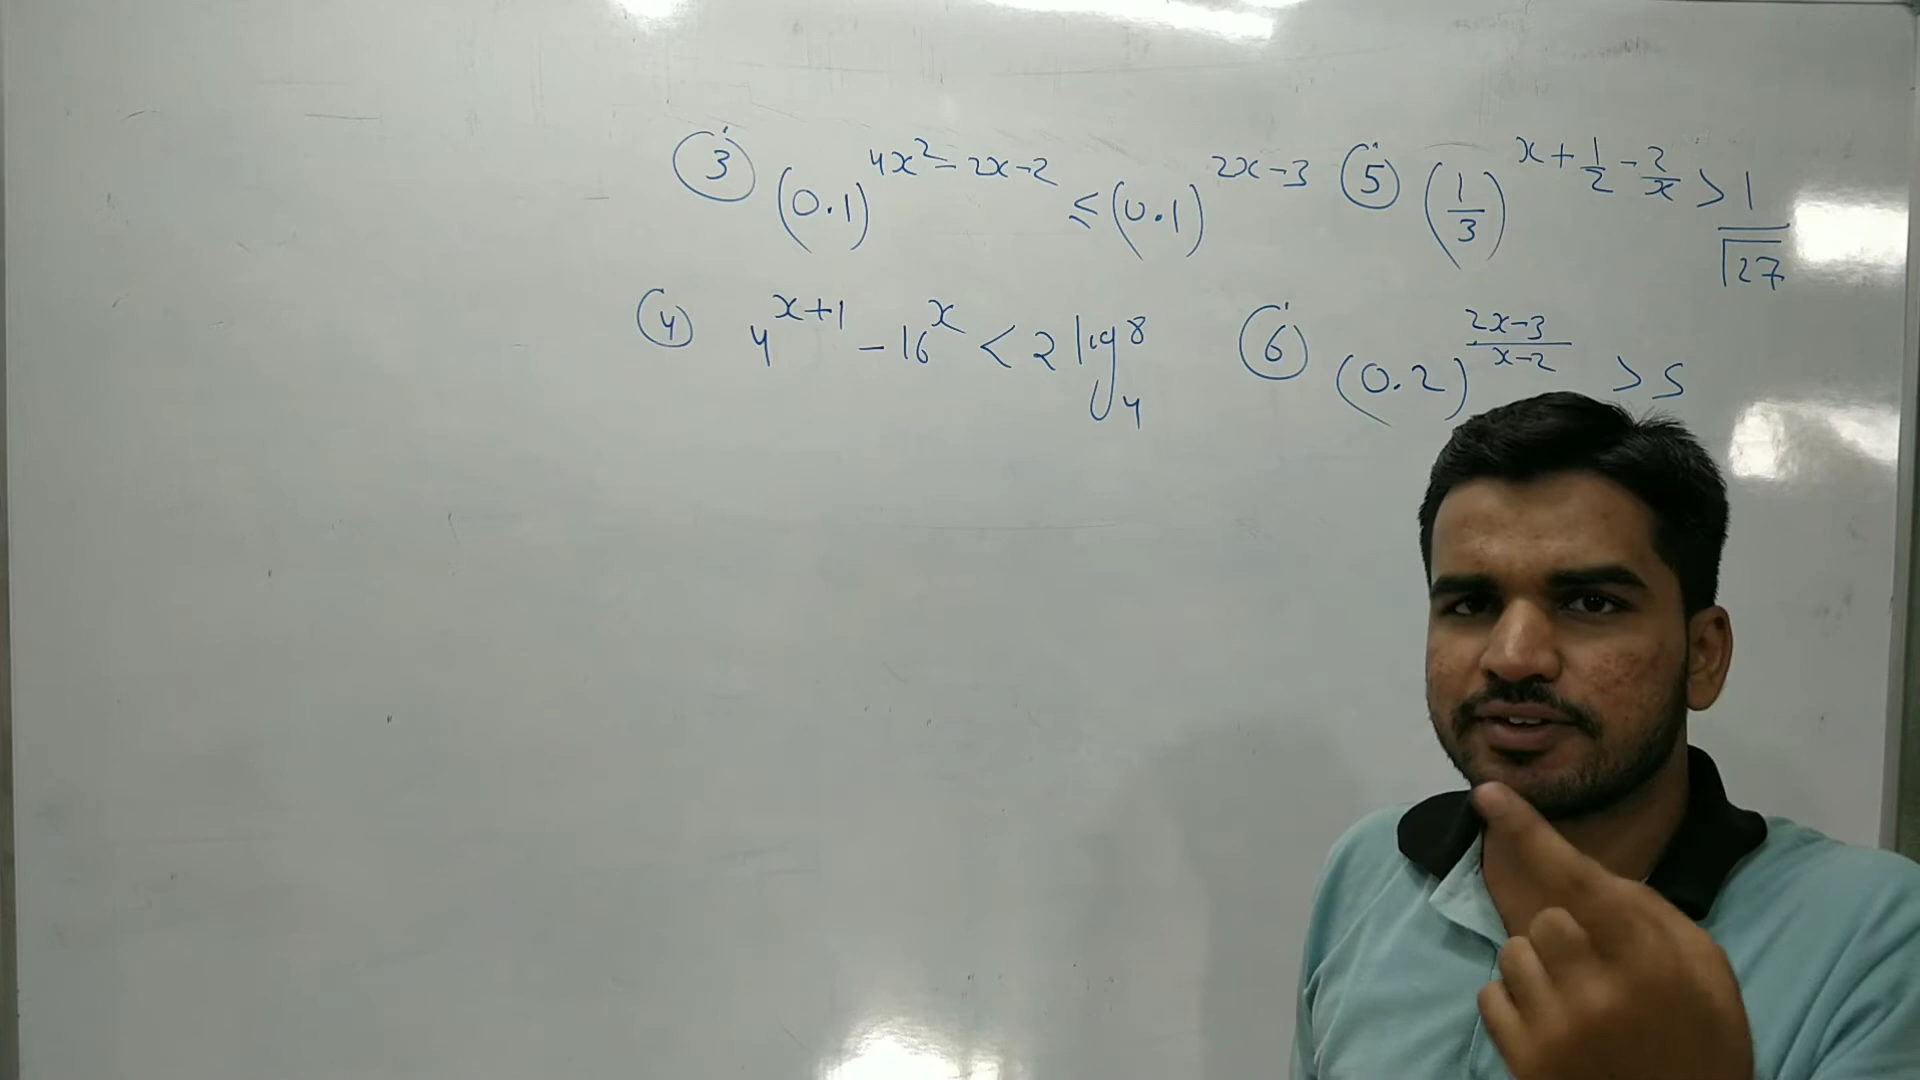 ③ (0.1)^{4x²-2x-2} ≤ (0.1)^{2x-3}
④ 4^{x+1} - 16^x < 2 log_4 8
⑤ (1/3)^{x+1/2-2/x} > 1/√27
⑥ (0.2)^{(2x-3)/(x-2)} > 5